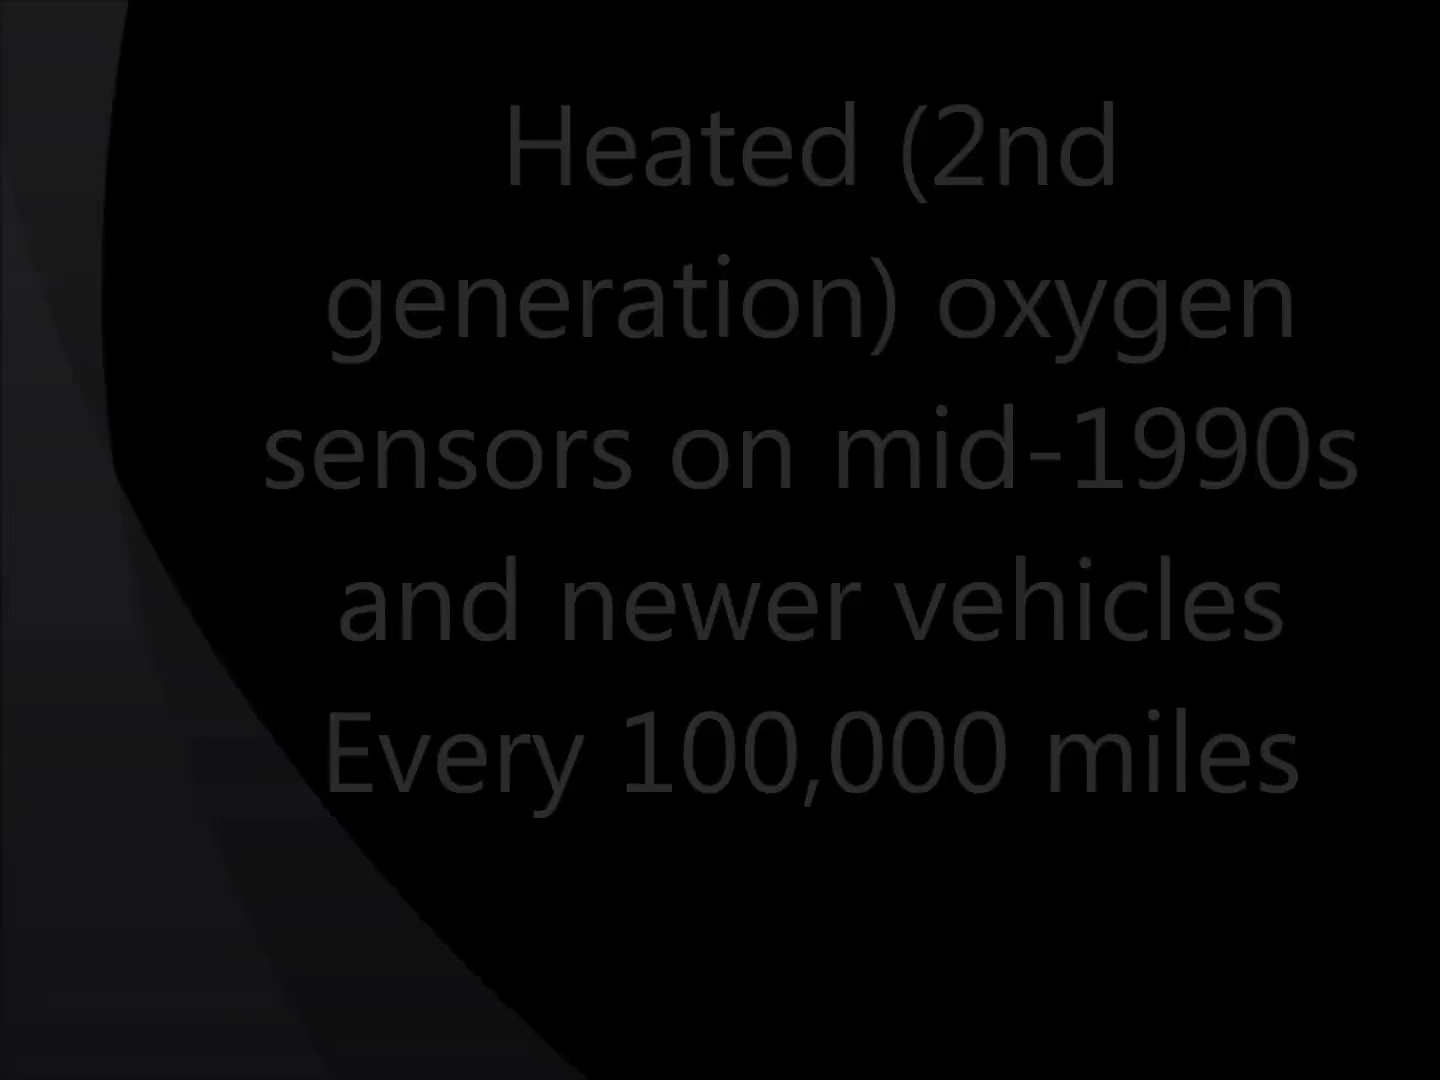 Heated (2nd
generation) oxygen
sensors on mid-1990s
and newer vehicles
Every 100,000 miles